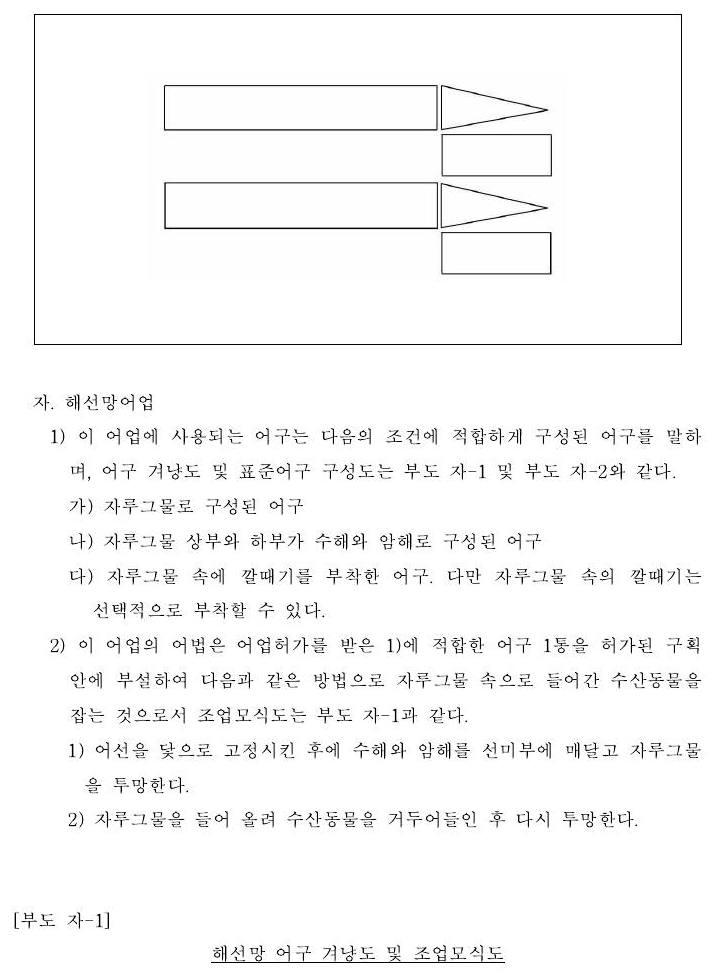 자. 해선망어업
1) 이 어업에 사용되는 어구는 다음의 조건에 적합하게 구성된 어구를 말하
며, 어구 겨냥도 및 표준어구 구성도는 부도 자-1 및 부도 자-2와 같다.
가) 자루그물로 구성된 어구
나) 자루그물 상부와 하부가 수해와 암해로 구성된 어구
다) 자루그물 속에 깔때기를 부착한 어구. 다만 자루그물 속의 깔때기는
선택적으로 부착할 수 있다.
2) 이 어업의 어법은 어업허가를 받은 1)에 적합한 어구 1통을 허가된 구획
안에 부설하여 다음과 같은 방법으로 자루그물 속으로 들어간 수산동물을
잡는 것으로서 조업모식도는 부도 자-1과 같다.
1) 어선을 닻으로 고정시킨 후에 수해와 암해를 선미부에 매달고 자루그물
을 투망한다.
2) 자루그물을 들어 올려 수산동물을 거두어들인 후 다시 투망한다.
[부도 자-1]
해선망 어구 겨냥도 및 조업모식도